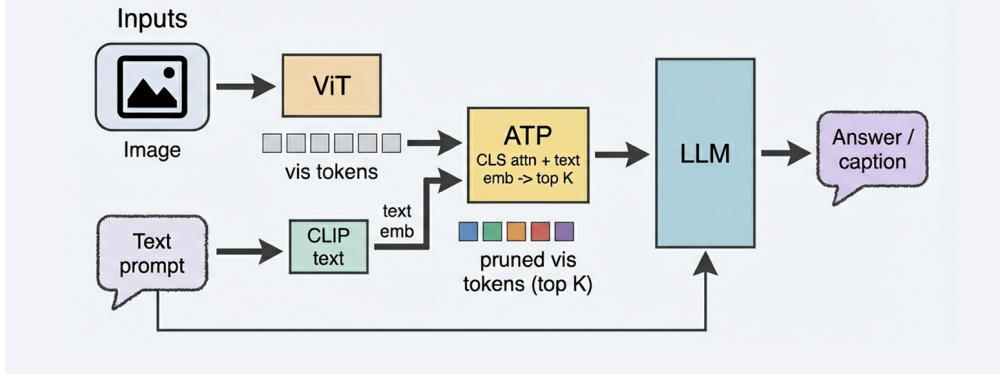 Inputs
Image
ViT
vis tokens
Text
prompt
CLIP
text
text
emb
ATP
CLS attn + text
emb -> top K
pruned vis
tokens (top K)
LLM
Answer /
caption